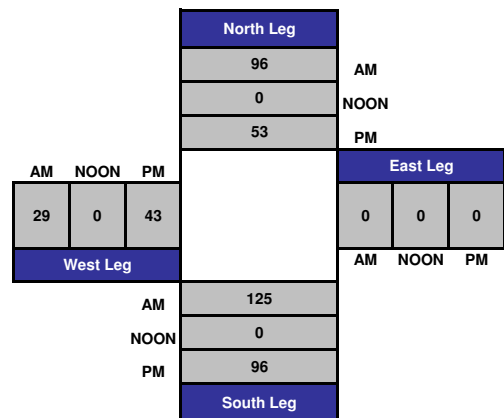 North Leg
96 AM
0 NOON
53 PM
AM NOON PM
East Leg
29 0 43
0 0 0
West Leg
AM NOON PM
AM 125
NOON 0
PM 96
South Leg